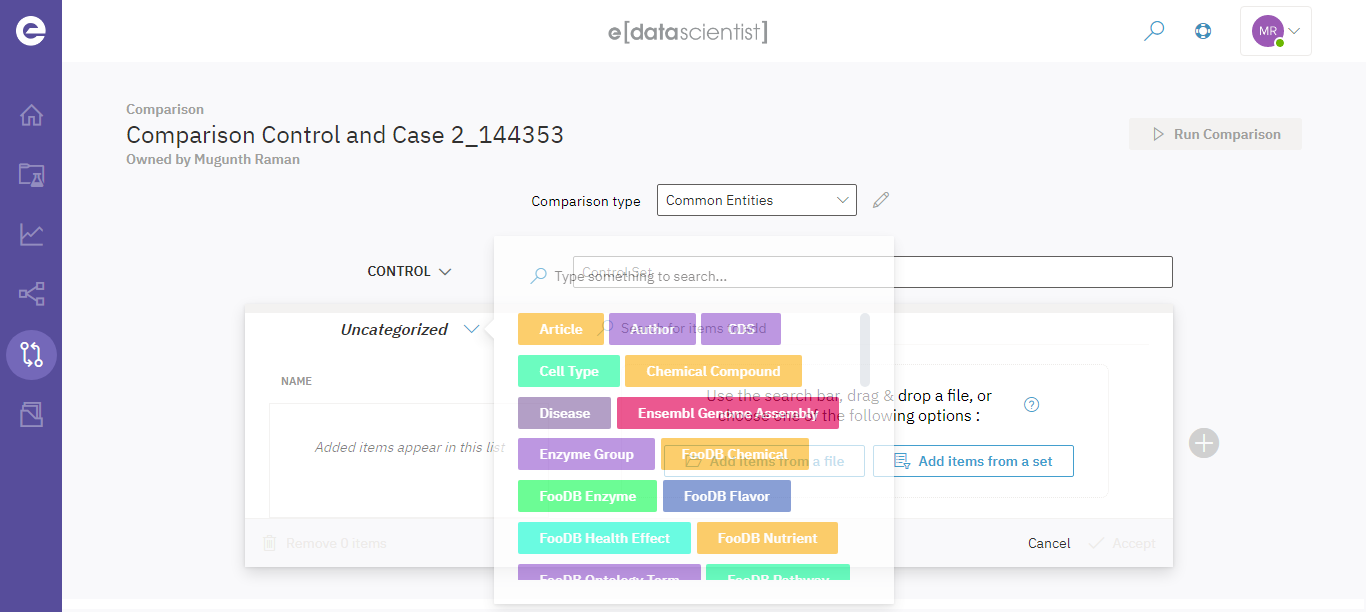 e[datascientist]
MR
Comparison
Comparison Control and Case 2_144353
Owned by Mugunth Raman
Run Comparison
Comparison type
Common Entities
CONTROL
Control Set
Type something to search...
Uncategorized
Search for items to add
Article
Author
CDS
Cell Type
Chemical Compound
NAME
Use the search bar, drag & drop a file, or
choose one of the following options :
Disease
Ensembl Genome Assembly
Added items appear in this list
Enzyme Group
FooDB Chemical
Add items from a file
Add items from a set
FooDB Enzyme
FooDB Flavor
FooDB Health Effect
FooDB Nutrient
Remove 0 items
Cancel
Accept
FooDB Ontology Term
FooDB Pathway